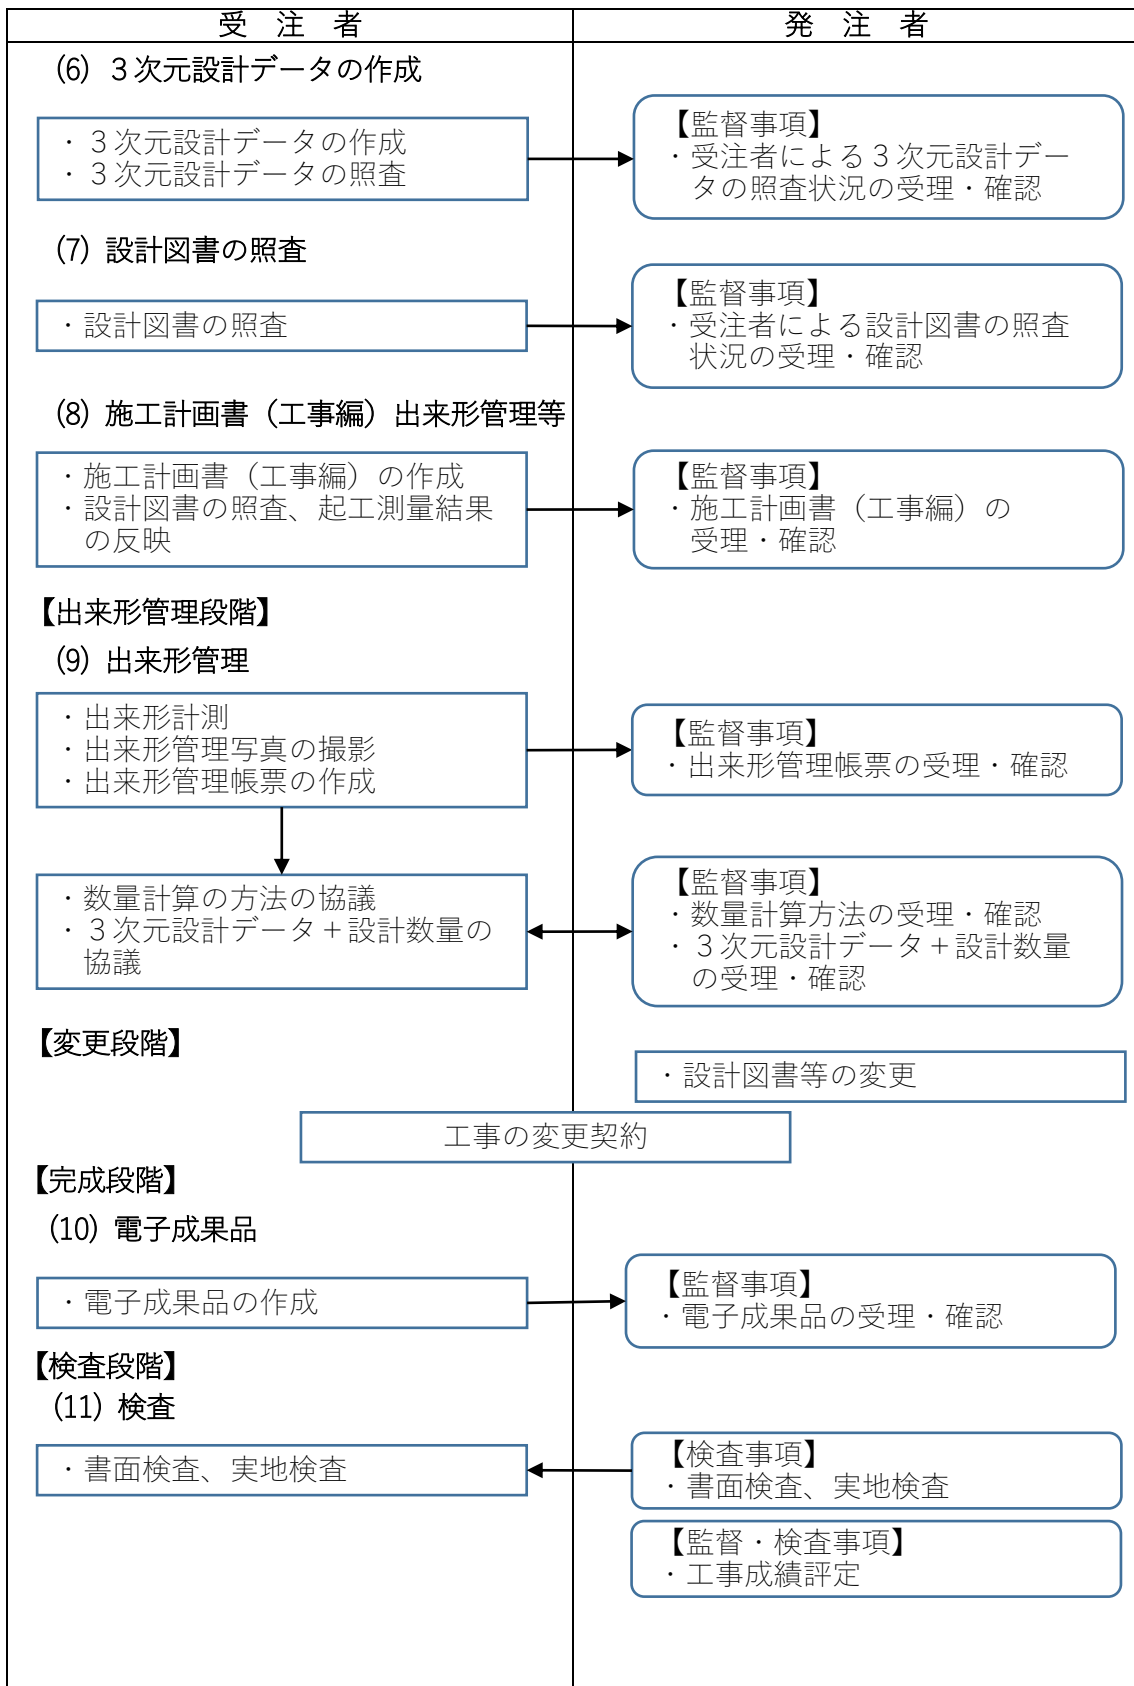 受　注　者
発　注　者
(6) ３次元設計データの作成
・３次元設計データの作成
・３次元設計データの照査
【監督事項】
・受注者による３次元設計デー
タの照査状況の受理・確認
(7) 設計図書の照査
・設計図書の照査
【監督事項】
・受注者による設計図書の照査
状況の受理・確認
(8) 施工計画書（工事編）出来形管理等
・施工計画書（工事編）の作成
・設計図書の照査、起工測量結果
の反映
【監督事項】
・施工計画書（工事編）の
受理・確認
【出来形管理段階】
(9) 出来形管理
・出来形計測
・出来形管理写真の撮影
・出来形管理帳票の作成
【監督事項】
・出来形管理帳票の受理・確認
・数量計算の方法の協議
・３次元設計データ＋設計数量の
協議
【監督事項】
・数量計算方法の受理・確認
・３次元設計データ＋設計数量
の受理・確認
【変更段階】
・設計図書等の変更
工事の変更契約
【完成段階】
(10) 電子成果品
・電子成果品の作成
【監督事項】
・電子成果品の受理・確認
【検査段階】
(11) 検査
・書面検査、実地検査
【検査事項】
・書面検査、実地検査
【監督・検査事項】
・工事成績評定